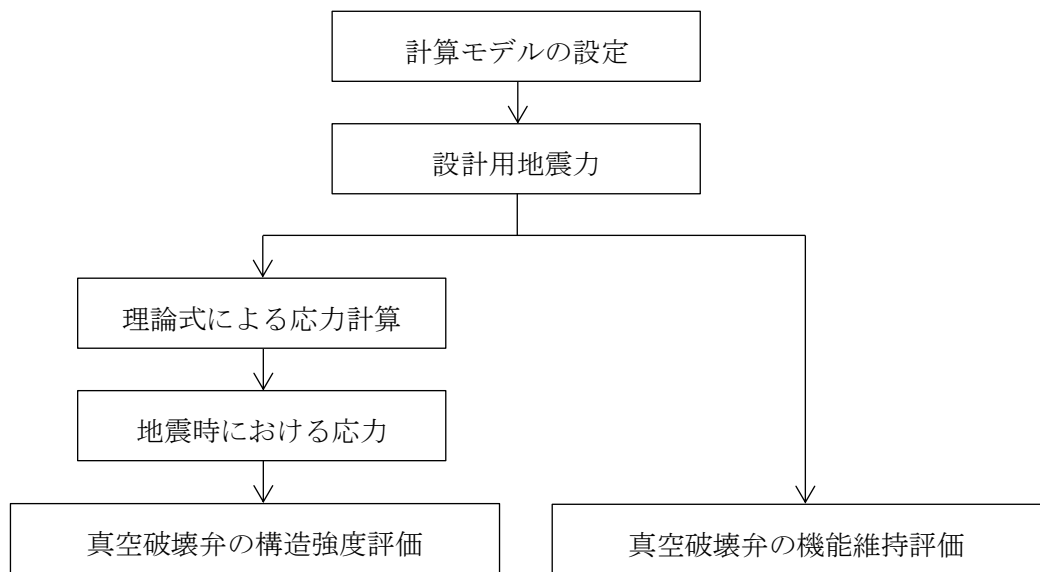 計算モデルの設定
設計用地震力
理論式による応力計算
地震時における応力
真空破壊弁の構造強度評価
真空破壊弁の機能維持評価